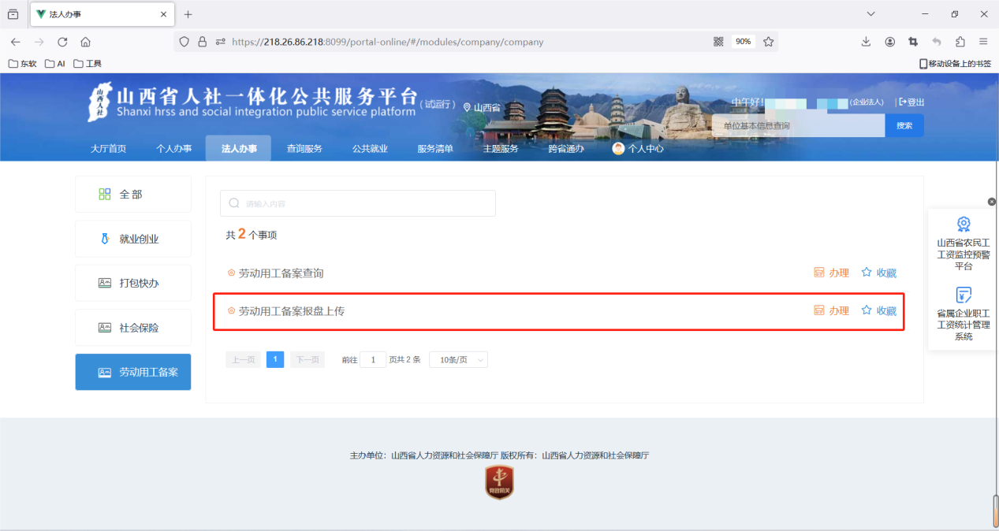 法人办事
https://218.26.86.218:8099/portal-online/#/modules/company/company
90%
东软 AI 工具
移动设备上的书签
山西人社
山西省人社一体化公共服务平台(试运行)
Shanxi hrss and social integration public service platform
山西省
中午好! (企业法人) 登出
单位基本信息查询 搜索
大厅首页 个人办事 法人办事 查询服务 公共就业 服务清单 主题服务 跨省通办 个人中心
全部
就业创业
打包快办
社会保险
劳动用工备案
请输入内容
共 2 个事项
劳动用工备案查询 办理 收藏
劳动用工备案报盘上传 办理 收藏
上一页 1 下一页 前往 1 页共 2 条 10条/页
山西省农民工
工资监控预警
平台
省属企业职工
工资统计管理
系统
主办单位：山西省人力资源和社会保障厅 版权所有：山西省人力资源和社会保障厅
党政机关